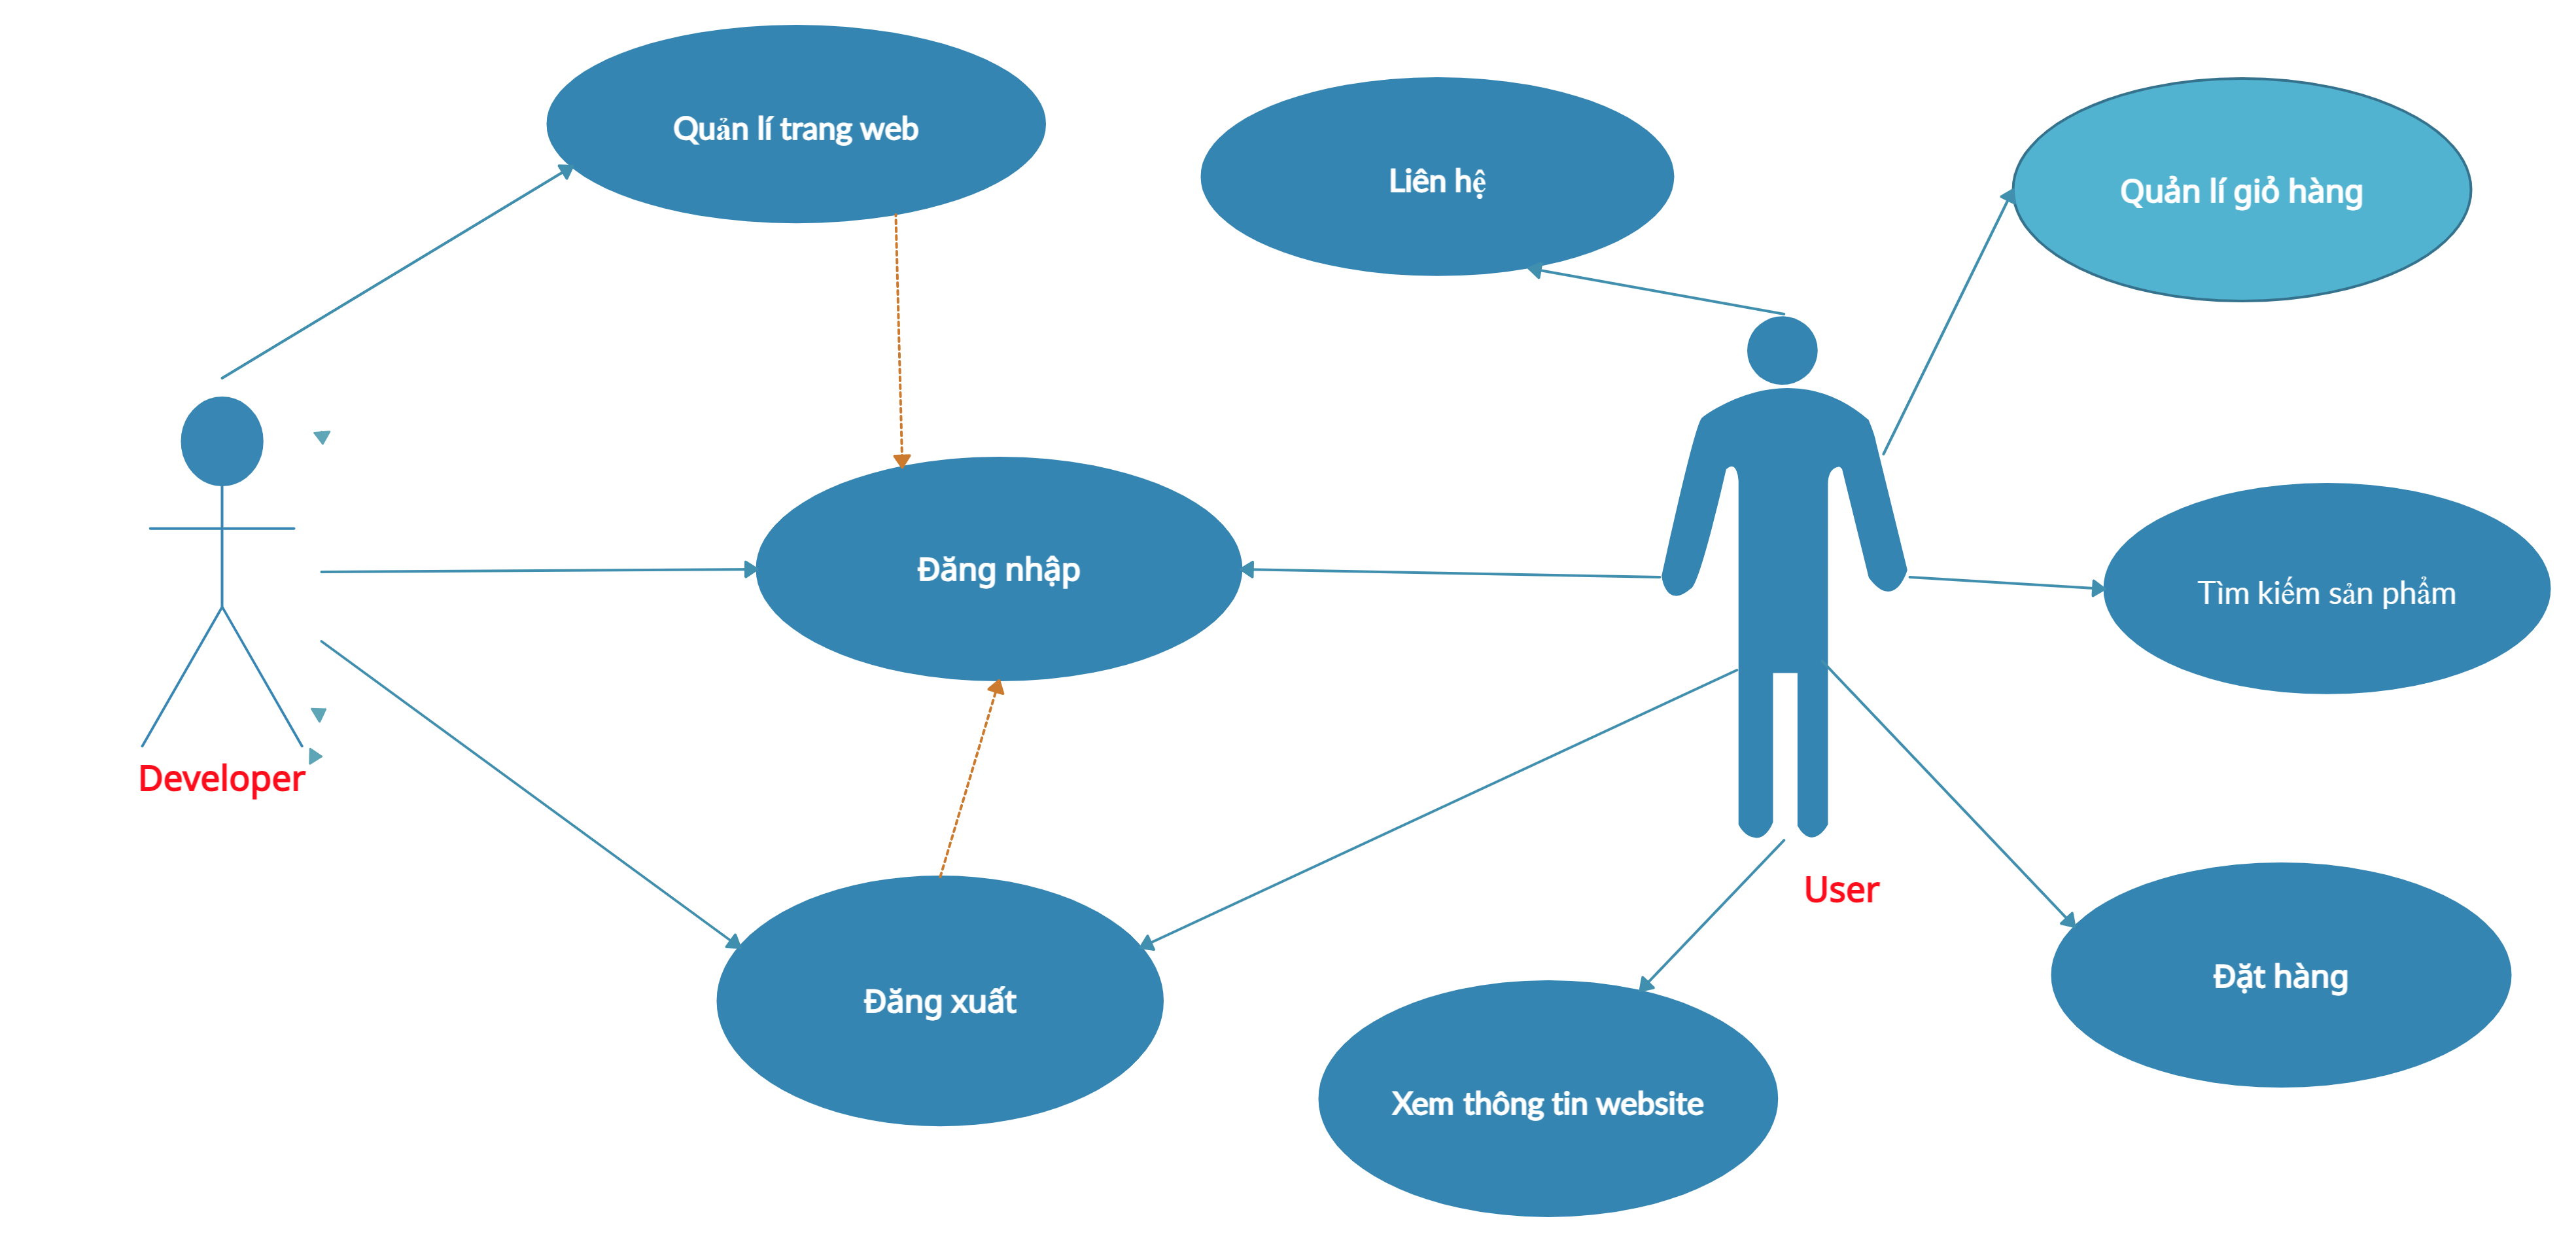 Quản lí trang web
Liên hệ
Quản lí giỏ hàng
Đăng nhập
Tìm kiếm sản phẩm
Developer
User
Đăng xuất
Đặt hàng
Xem thông tin website